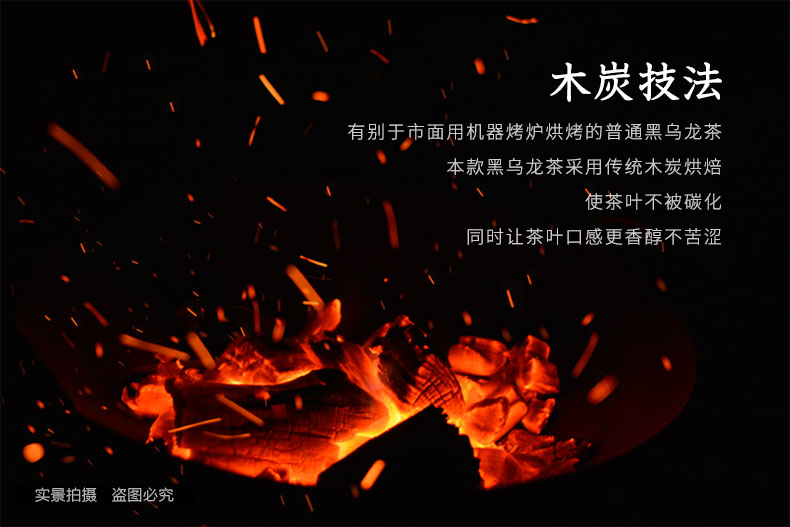 木炭技法
有别于市面用机器烤炉烘烤的普通黑乌龙茶
本款黑乌龙茶采用传统木炭烘焙
使茶叶不被碳化
同时让茶叶口感更香醇不苦涩
实景拍摄 盗图必究